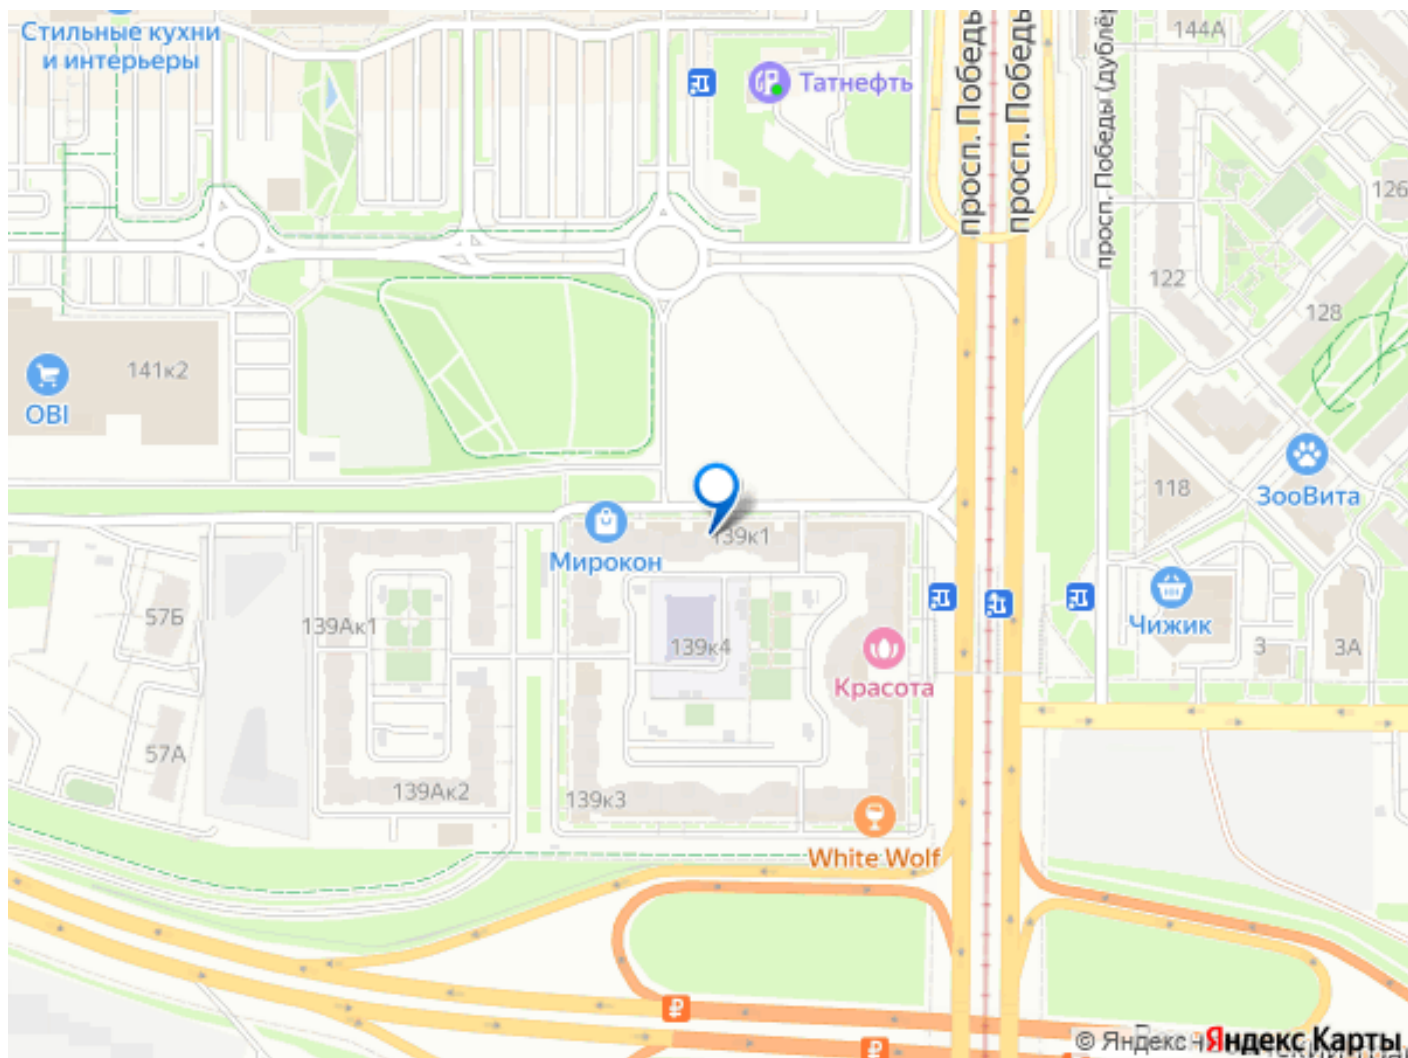 Стильные кухни
и интерьеры
Татнефть
просп. Победы
просп. Победы
просп. Победы (дублёр
144А
126
122
128
141к2
OBI
118
ЗооВита
139к1
Мирокон
57Б
139Ак1
139к4
Чижик
3
3А
Красота
57А
139Ак2
139к3
White Wolf
© Яндекс
Яндекс Карты